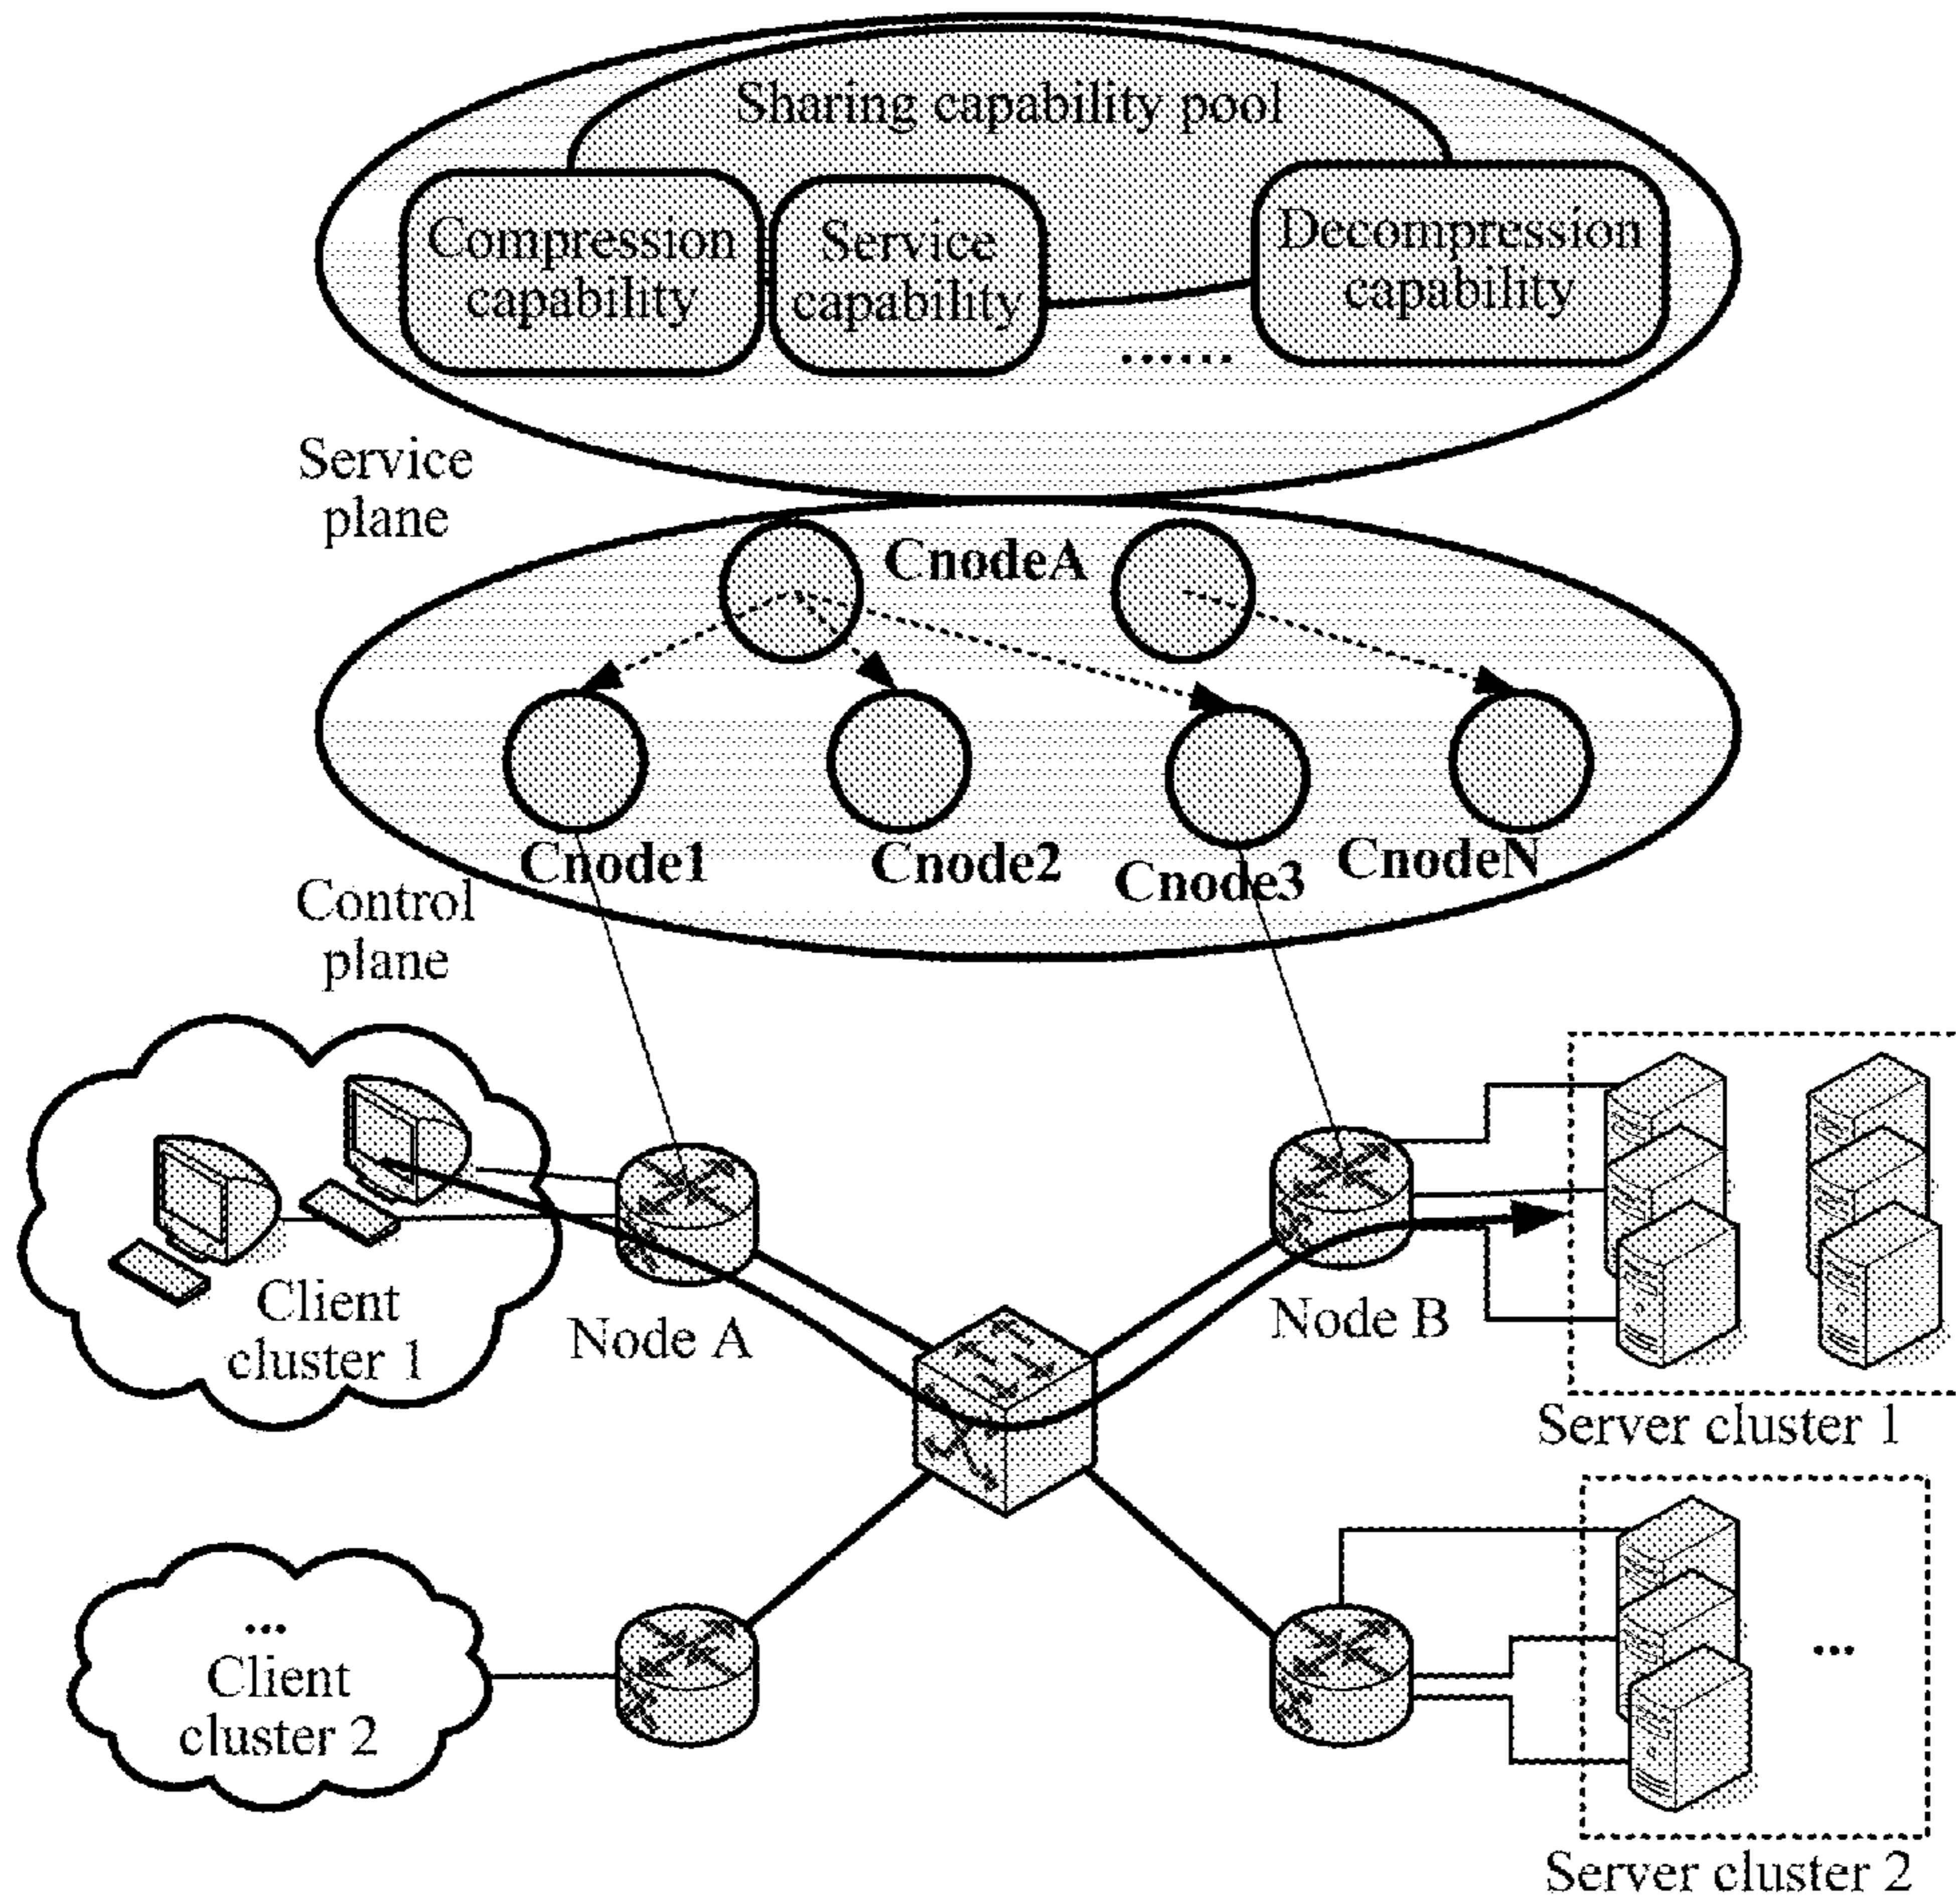 Sharing capability pool
Compression
capability
Service
capability
Decompression
capability
......
Service
plane
CnodeA
Cnode1
Cnode2
Cnode3
CnodeN
Control
plane
Client
cluster 1
Node A
Node B
Server cluster 1
...
Client
cluster 2
...
Server cluster 2